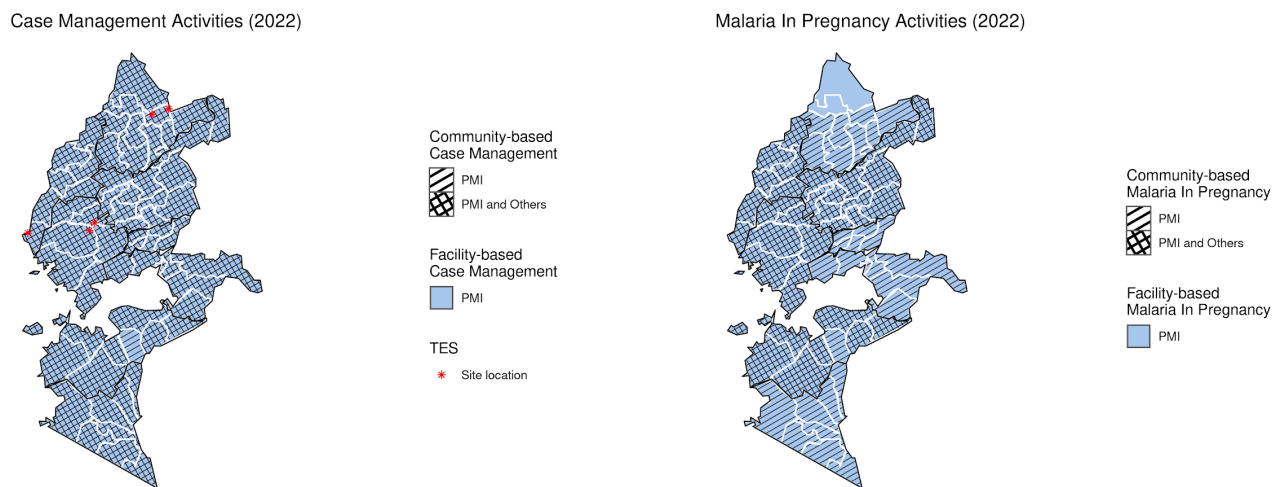 Case Management Activities (2022)
Community-based
Case Management
PMI
PMI and Others
Facility-based
Case Management
PMI
TES
Site location
Malaria In Pregnancy Activities (2022)
Community-based
Malaria In Pregnancy
PMI
PMI and Others
Facility-based
Malaria In Pregnancy
PMI